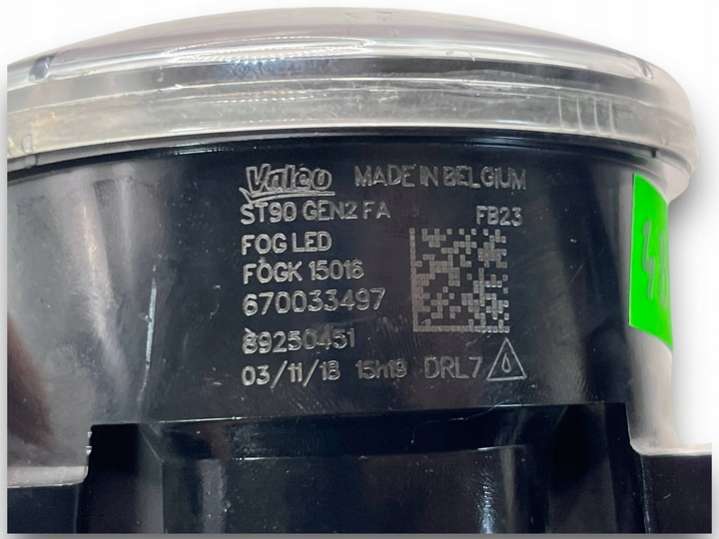 Valeo MADE IN BELGIUM
ST90 GEN2 FA FB23
FOG LED
FOGK 15016
670033497
89250451
03/11/18 15h19 DRL7